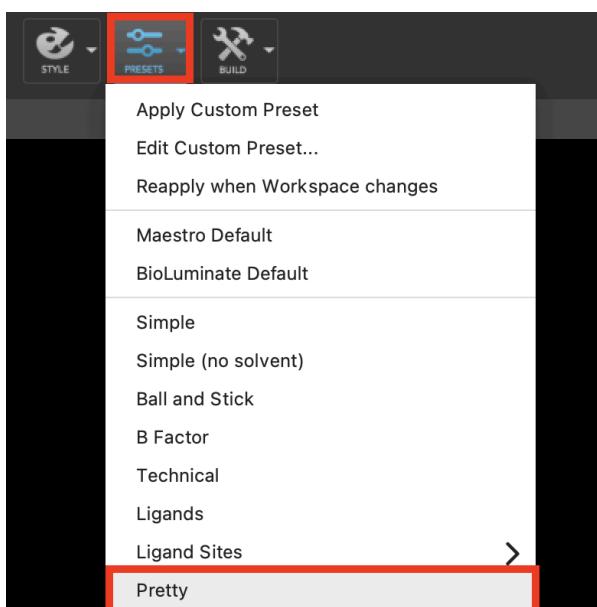 STYLE PRESETS BUILD
Apply Custom Preset
Edit Custom Preset...
Reapply when Workspace changes
Maestro Default
BioLuminate Default
Simple
Simple (no solvent)
Ball and Stick
B Factor
Technical
Ligands
Ligand Sites
Pretty